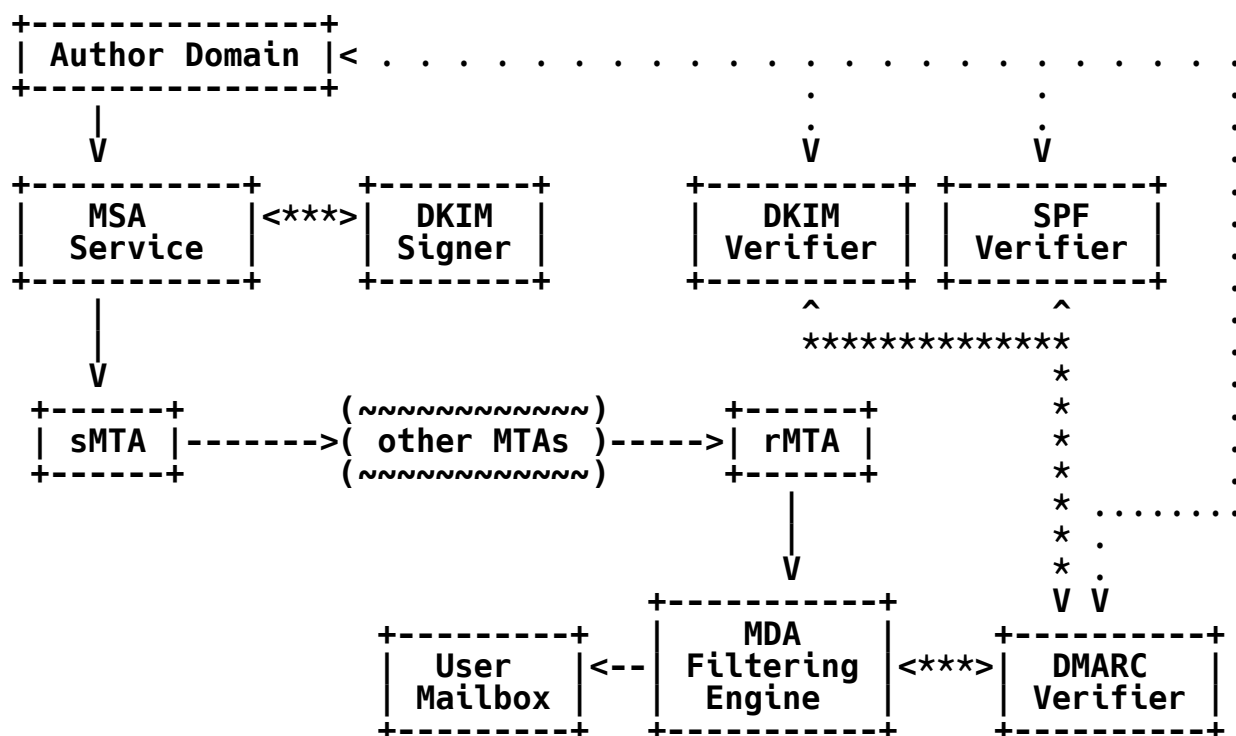 Author Domain
MSA Service
DKIM Signer
DKIM Verifier
SPF Verifier
sMTA
other MTAs
rMTA
User Mailbox
MDA Filtering Engine
DMARC Verifier